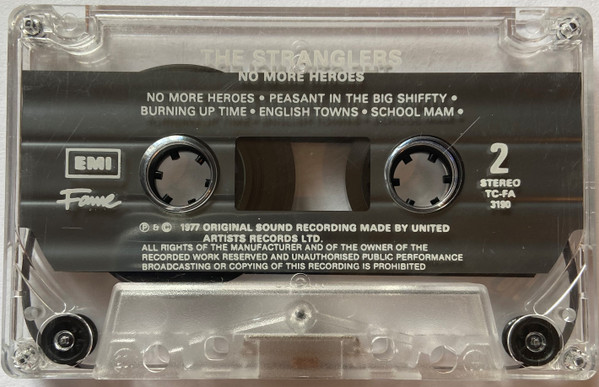 THE STRANGLERS
NO MORE HEROES
NO MORE HEROES • PEASANT IN THE BIG SHIFFTY •
BURNING UP TIME • ENGLISH TOWNS • SCHOOL MAM •
EMI
Fame
2
STEREO
TC-FA
3190
℗ & © 1977 ORIGINAL SOUND RECORDING MADE BY UNITED
ARTISTS RECORDS LTD.
ALL RIGHTS OF THE MANUFACTURER AND OF THE OWNER OF THE
RECORDED WORK RESERVED AND UNAUTHORISED PUBLIC PERFORMANCE
BROADCASTING OR COPYING OF THIS RECORDING IS PROHIBITED